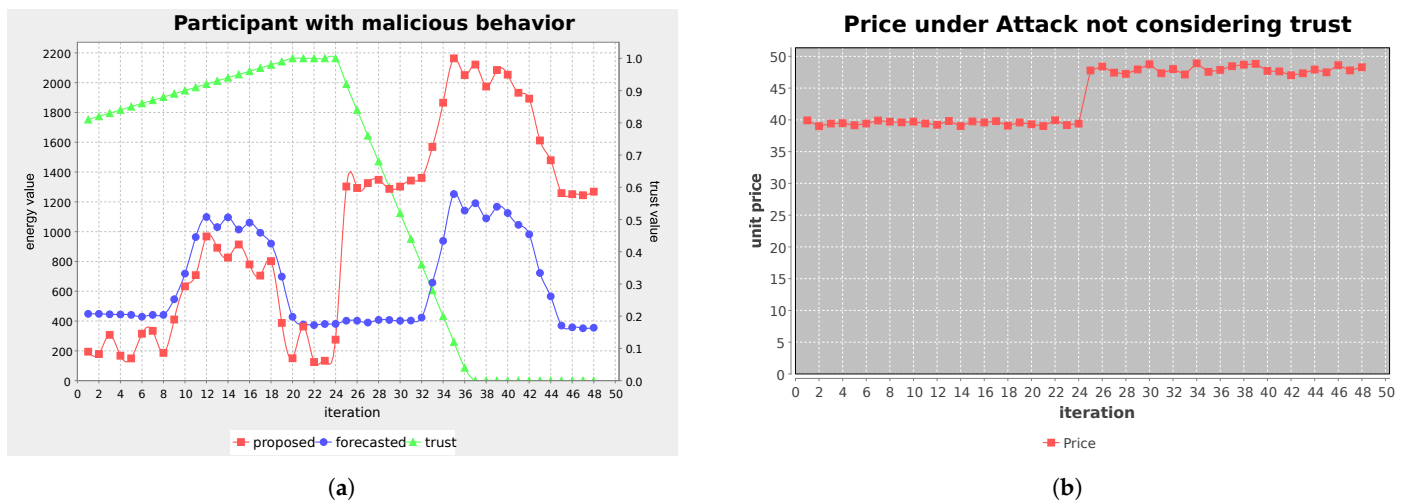 Participant with malicious behavior
2200
2000
1800
1600
1400
1200
1000
800
600
400
200
0
energy value
1.0
0.9
0.8
0.7
0.6
0.5
0.4
0.3
0.2
0.1
0.0
trust value
0 2 4 6 8 10 12 14 16 18 20 22 24 26 28 30 32 34 36 38 40 42 44 46 48 50
iteration
proposed forecasted trust
(a)
Price under Attack not considering trust
50
45
40
35
30
25
20
15
10
5
0
unit price
0 2 4 6 8 10 12 14 16 18 20 22 24 26 28 30 32 34 36 38 40 42 44 46 48 50
iteration
Price
(b)